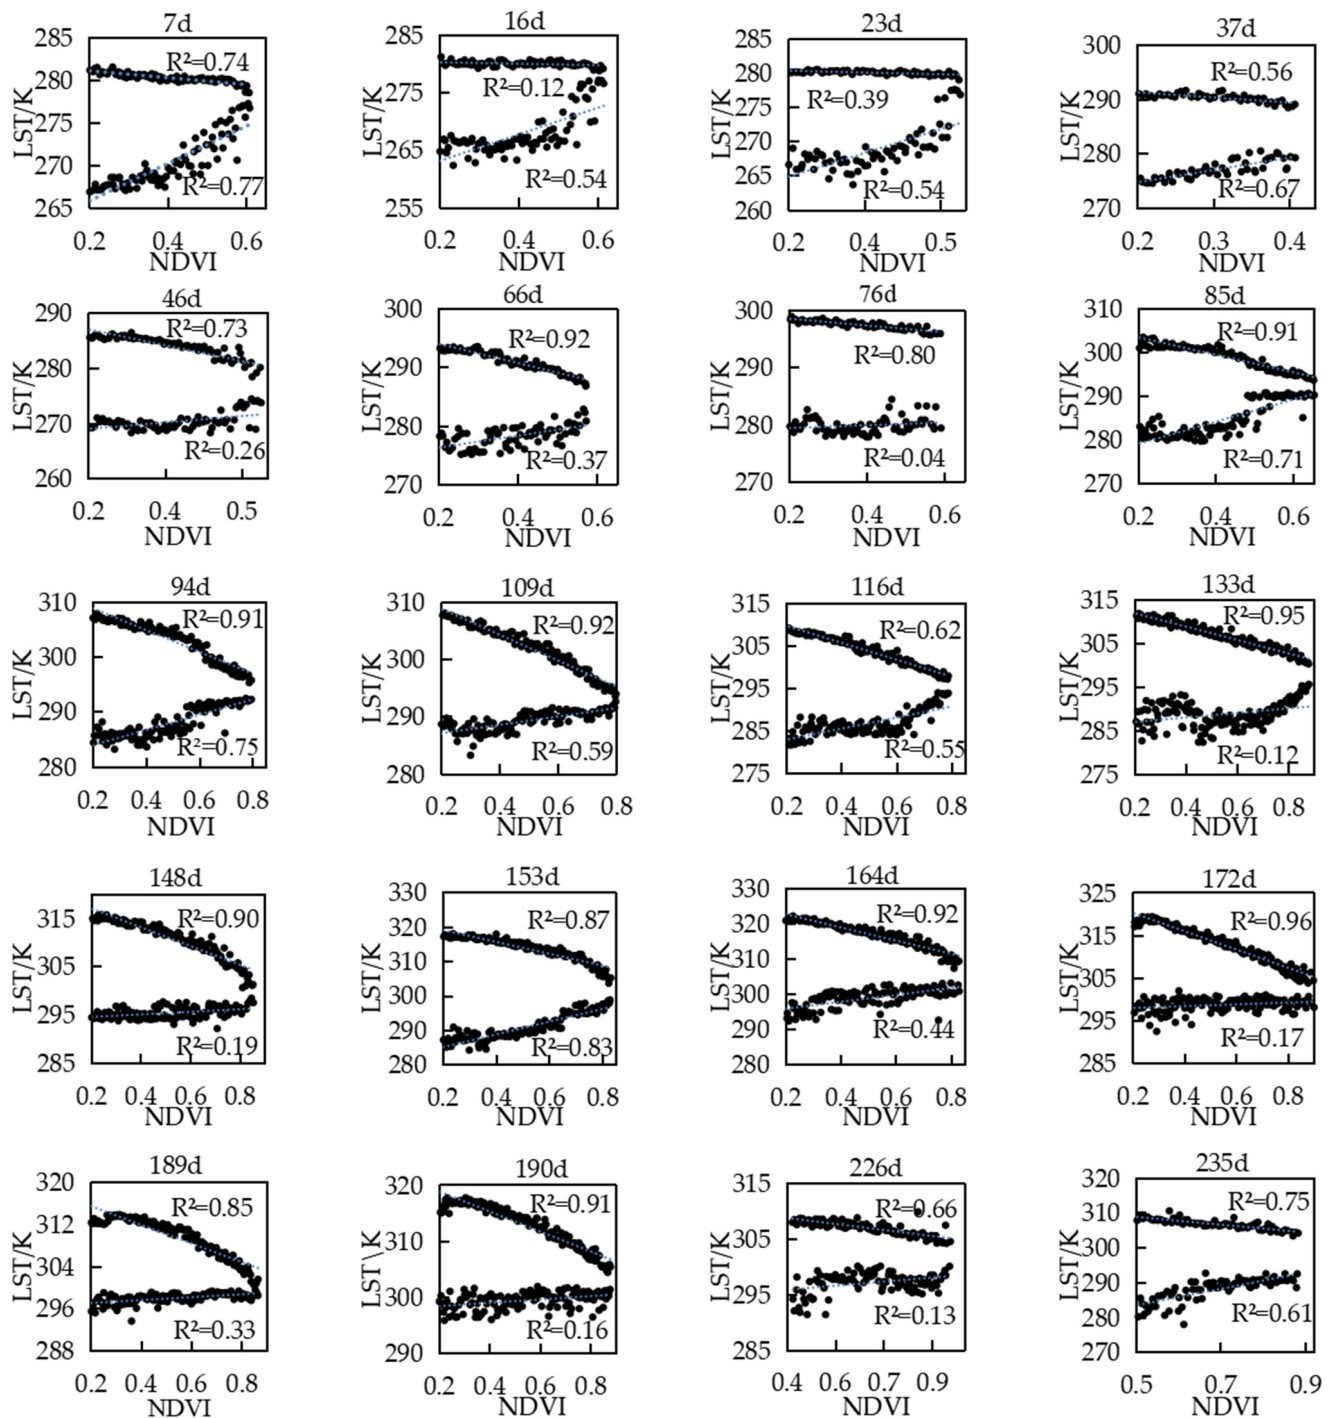 7d
LST/K
285
280
275
270
265
R²=0.74
R²=0.77
0.2 0.4 0.6
NDVI
16d
LST/K
285
275
265
255
R²=0.12
R²=0.54
0.2 0.4 0.6
NDVI
23d
LST/K
285
280
275
270
265
260
R²=0.39
R²=0.54
0.2 0.4 0.5
NDVI
37d
LST/K
300
290
280
270
R²=0.56
R²=0.67
0.2 0.3 0.4
NDVI
46d
LST/K
290
280
270
260
R²=0.73
R²=0.26
0.2 0.5
NDVI
66d
LST/K
300
290
280
270
R²=0.92
R²=0.37
0.2 0.4 0.6
NDVI
76d
LST/K
300
290
280
270
R²=0.80
R²=0.04
0.2 0.4 0.6
NDVI
85d
LST/K
310
300
290
280
270
R²=0.91
R²=0.71
0.2 0.4 0.6
NDVI
94d
LST/K
310
300
290
280
R²=0.91
R²=0.75
0.2 0.4 0.6 0.8
NDVI
109d
LST/K
310
300
290
280
R²=0.92
R²=0.59
0.2 0.4 0.6 0.8
NDVI
116d
LST/K
315
305
295
285
275
R²=0.62
R²=0.55
0.2 0.4 0.6 0.8
NDVI
133d
LST/K
315
305
295
285
275
R²=0.95
R²=0.12
0.2 0.4 0.6 0.8
NDVI
148d
LST/K
315
305
295
285
R²=0.90
R²=0.19
0.2 0.4 0.6 0.8
NDVI
153d
LST/K
330
320
310
300
290
280
R²=0.87
R²=0.83
0.2 0.4 0.6 0.8
NDVI
164d
LST/K
330
320
310
300
290
280
R²=0.92
R²=0.44
0.2 0.4 0.6 0.8
NDVI
172d
LST/K
325
315
305
295
285
R²=0.96
R²=0.17
0.2 0.4 0.6 0.8
NDVI
189d
LST/K
320
312
304
296
288
R²=0.85
R²=0.33
0.2 0.4 0.6 0.8
NDVI
190d
LST\K
320
310
300
290
R²=0.91
R²=0.16
0.2 0.4 0.6 0.8
NDVI
226d
LST/K
315
305
295
285
R²=0.66
R²=0.13
0.4 0.6 0.7 0.9
NDVI
235d
LST/K
320
310
300
290
280
270
R²=0.75
R²=0.61
0.5 0.7 0.9
NDVI